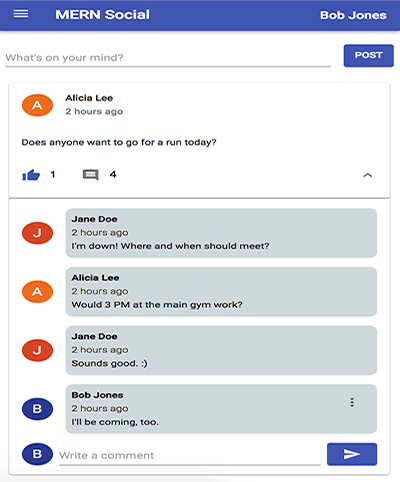 MERN Social
Bob Jones
What's on your mind?
POST
A
Alicia Lee
2 hours ago
Does anyone want to go for a run today?
1
4
J
Jane Doe
2 hours ago
I'm down! Where and when should meet?
A
Alicia Lee
2 hours ago
Would 3 PM at the main gym work?
J
Jane Doe
2 hours ago
Sounds good. :)
B
Bob Jones
2 hours ago
I'll be coming, too.
B
Write a comment